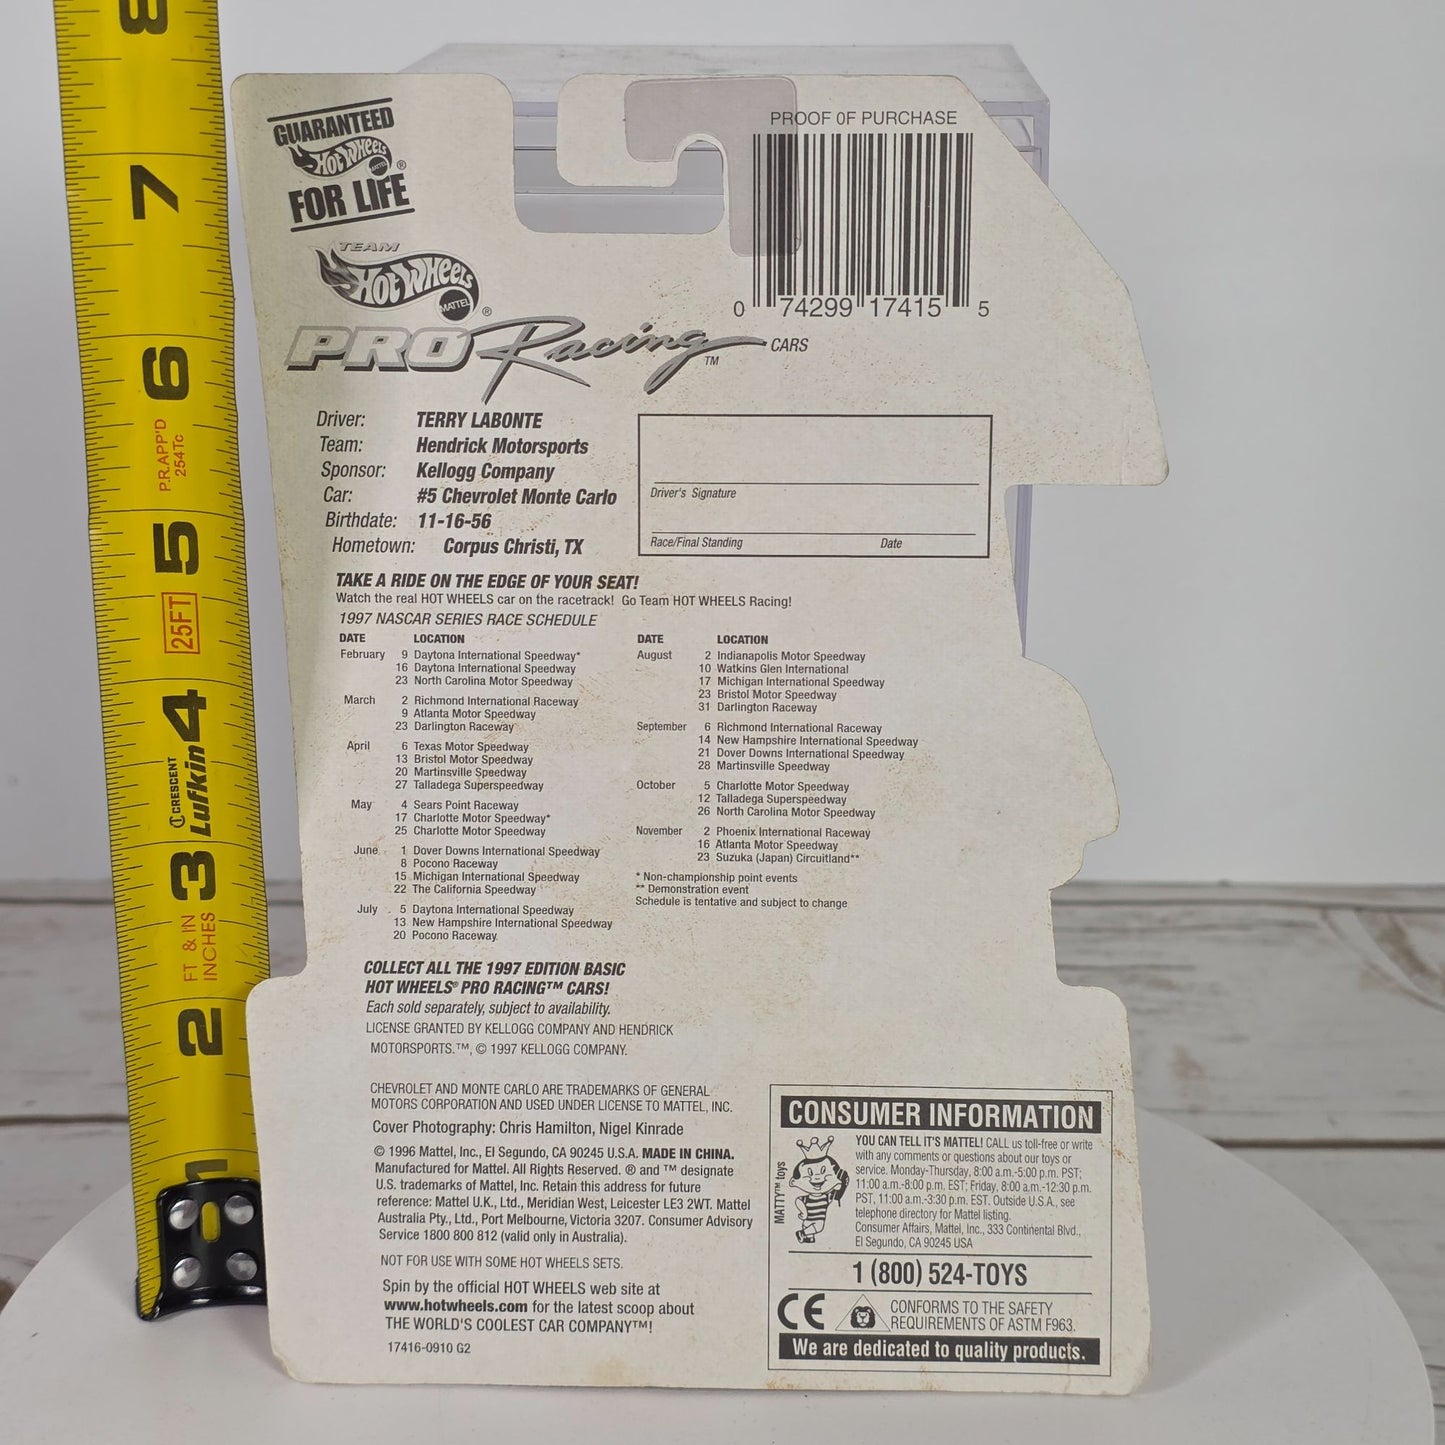 8
7
6
P.R.APP'D
254Tc
5
25FT
4
CRESCENT
Lufkin
3
FT & IN
INCHES
2
1
GUARANTEED
HOT WHEELS
MATTEL
®
FOR LIFE
PROOF 0F PURCHASE
0 74299 17415 5
TEAM
HOT WHEELS
MATTEL ®
PRO Racing™ CARS
Driver: TERRY LABONTE
Team: Hendrick Motorsports
Sponsor: Kellogg Company
Car: #5 Chevrolet Monte Carlo
Birthdate: 11-16-56
Hometown: Corpus Christi, TX
Driver's Signature
Race/Final Standing Date
TAKE A RIDE ON THE EDGE OF YOUR SEAT!
Watch the real HOT WHEELS car on the racetrack! Go Team HOT WHEELS Racing!
1997 NASCAR SERIES RACE SCHEDULE
DATE LOCATION
February 9 Daytona International Speedway*
16 Daytona International Speedway
23 North Carolina Motor Speedway
March 2 Richmond International Raceway
9 Atlanta Motor Speedway
23 Darlington Raceway
April 6 Texas Motor Speedway
13 Bristol Motor Speedway
20 Martinsville Speedway
27 Talladega Superspeedway
May 4 Sears Point Raceway
17 Charlotte Motor Speedway*
25 Charlotte Motor Speedway
June 1 Dover Downs International Speedway
8 Pocono Raceway
15 Michigan International Speedway
22 The California Speedway
July 5 Daytona International Speedway
13 New Hampshire International Speedway
20 Pocono Raceway
DATE LOCATION
August 2 Indianapolis Motor Speedway
10 Watkins Glen International
17 Michigan International Speedway
23 Bristol Motor Speedway
31 Darlington Raceway
September 6 Richmond International Raceway
14 New Hampshire International Speedway
21 Dover Downs International Speedway
28 Martinsville Speedway
October 5 Charlotte Motor Speedway
12 Talladega Superspeedway
26 North Carolina Motor Speedway
November 2 Phoenix International Raceway
16 Atlanta Motor Speedway
23 Suzuka (Japan) Circuitland**
* Non-championship point events
** Demonstration event
Schedule is tentative and subject to change
COLLECT ALL THE 1997 EDITION BASIC
HOT WHEELS® PRO RACING™ CARS!
Each sold separately, subject to availability.
LICENSE GRANTED BY KELLOGG COMPANY AND HENDRICK
MOTORSPORTS.™, © 1997 KELLOGG COMPANY.
CHEVROLET AND MONTE CARLO ARE TRADEMARKS OF GENERAL
MOTORS CORPORATION AND USED UNDER LICENSE TO MATTEL, INC.
Cover Photography: Chris Hamilton, Nigel Kinrade
© 1996 Mattel, Inc., El Segundo, CA 90245 U.S.A. MADE IN CHINA.
Manufactured for Mattel. All Rights Reserved. ® and ™ designate
U.S. trademarks of Mattel, Inc. Retain this address for future
reference: Mattel U.K., Ltd., Meridian West, Leicester LE3 2WT. Mattel
Australia Pty., Ltd., Port Melbourne, Victoria 3207. Consumer Advisory
Service 1800 800 812 (valid only in Australia).
NOT FOR USE WITH SOME HOT WHEELS SETS.
Spin by the official HOT WHEELS web site at
www.hotwheels.com for the latest scoop about
THE WORLD'S COOLEST CAR COMPANY™!
17416-0910 G2
CONSUMER INFORMATION
MATTY™ toys
YOU CAN TELL IT'S MATTEL! CALL us toll-free or write
with any comments or questions about our toys or
service. Monday-Thursday, 8:00 a.m.-5:00 p.m. PST;
11:00 a.m.-8:00 p.m. EST; Friday, 8:00 a.m.-12:30 p.m.
PST, 11:00 a.m.-3:30 p.m. EST. Outside U.S.A., see
telephone directory for Mattel listing.
Consumer Affairs, Mattel, Inc., 333 Continental Blvd.,
El Segundo, CA 90245 USA
1 (800) 524-TOYS
CE
CONFORMS TO THE SAFETY
REQUIREMENTS OF ASTM F963.
We are dedicated to quality products.